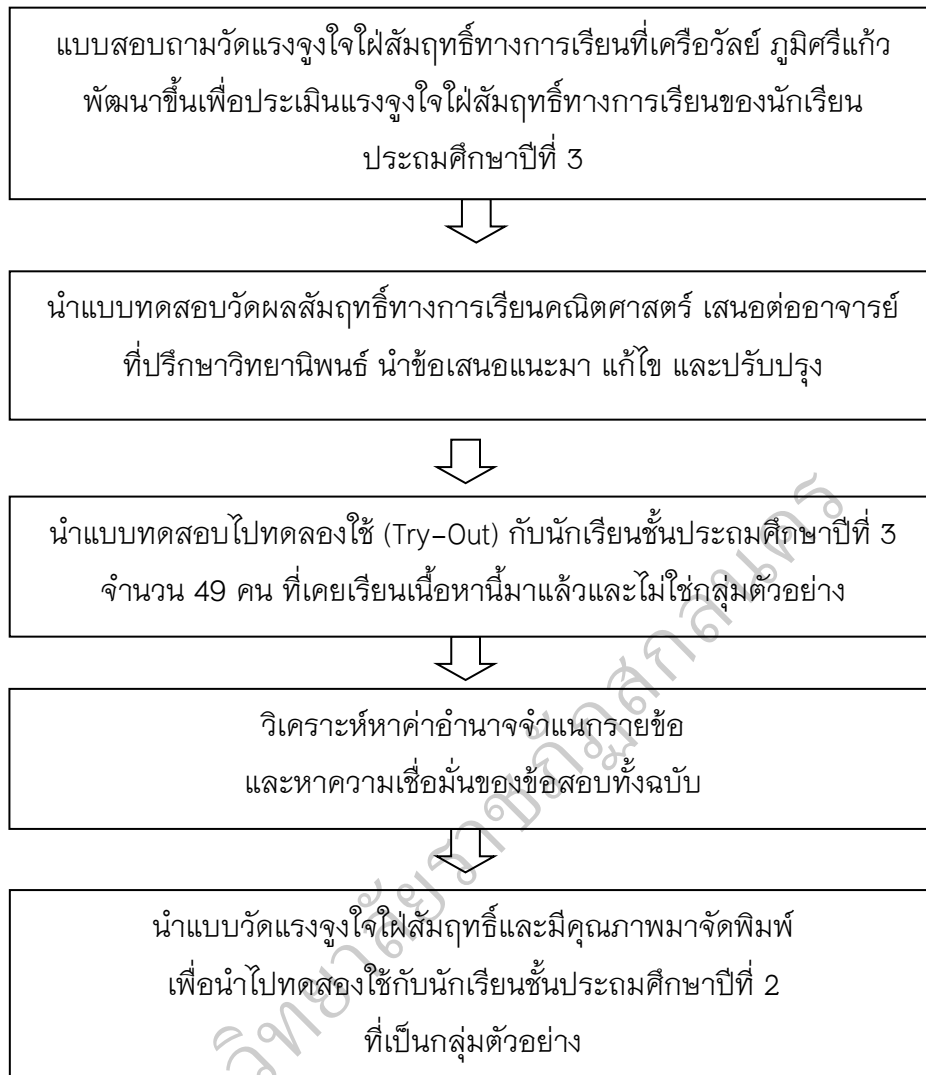 แบบสอบถามวัดแรงจูงใจใฝ่สัมฤทธิ์ทางการเรียนที่เครือวัลย์ ภูมิศรีแก้ว
พัฒนาขึ้นเพื่อประเมินแรงจูงใจใฝ่สัมฤทธิ์ทางการเรียนของนักเรียน
ประถมศึกษาปีที่ 3
นำแบบทดสอบวัดผลสัมฤทธิ์ทางการเรียนคณิตศาสตร์ เสนอต่ออาจารย์
ที่ปรึกษาวิทยานิพนธ์ นำข้อเสนอแนะมา แก้ไข และปรับปรุง
นำแบบทดสอบไปทดลองใช้ (Try-Out) กับนักเรียนชั้นประถมศึกษาปีที่ 3
จำนวน 49 คน ที่เคยเรียนเนื้อหานี้มาแล้วและไม่ใช่กลุ่มตัวอย่าง
วิเคราะห์หาค่าอำนาจจำแนกรายข้อ
และหาความเชื่อมั่นของข้อสอบทั้งฉบับ
นำแบบวัดแรงจูงใจใฝ่สัมฤทธิ์และมีคุณภาพมาจัดพิมพ์
เพื่อนำไปทดสองใช้กับนักเรียนชั้นประถมศึกษาปีที่ 2
ที่เป็นกลุ่มตัวอย่าง
วิทยาลัยราชภัฏสกลนคร